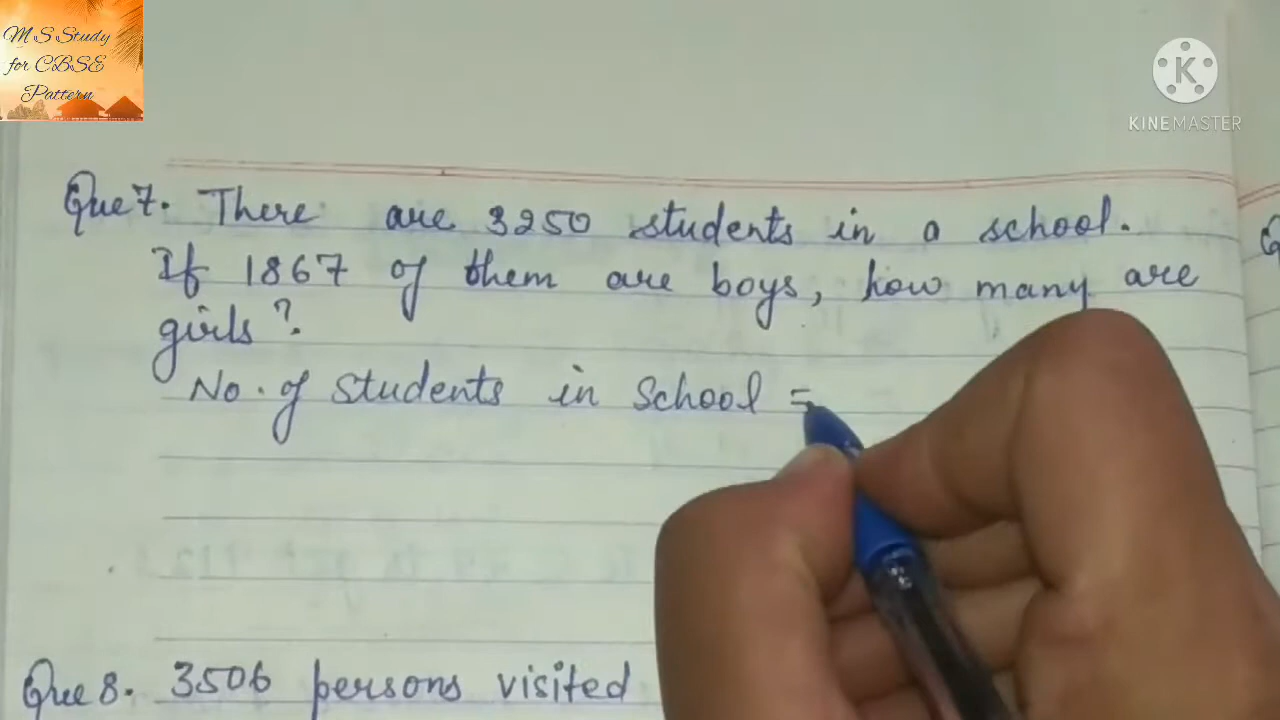 M S Study
for CBSE
Pattern
KINEMASTER
Que 7. There are 3250 students in a school.
If 1867 of them are boys, how many are
girls?
No. of students in School =
Que 8. 3506 persons visited